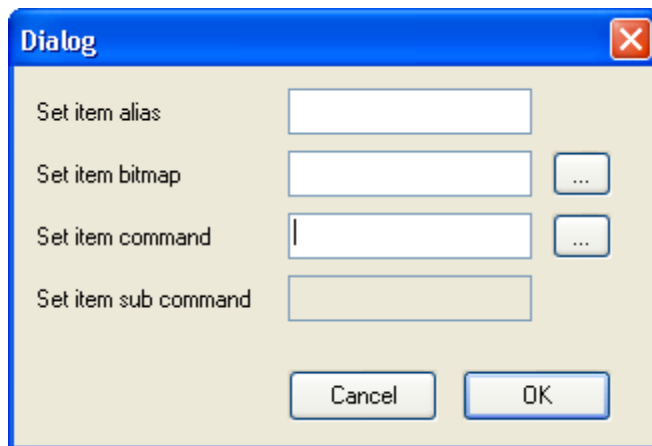 Dialog
Set item alias
Set item bitmap
...
Set item command
...
Set item sub command
Cancel
OK